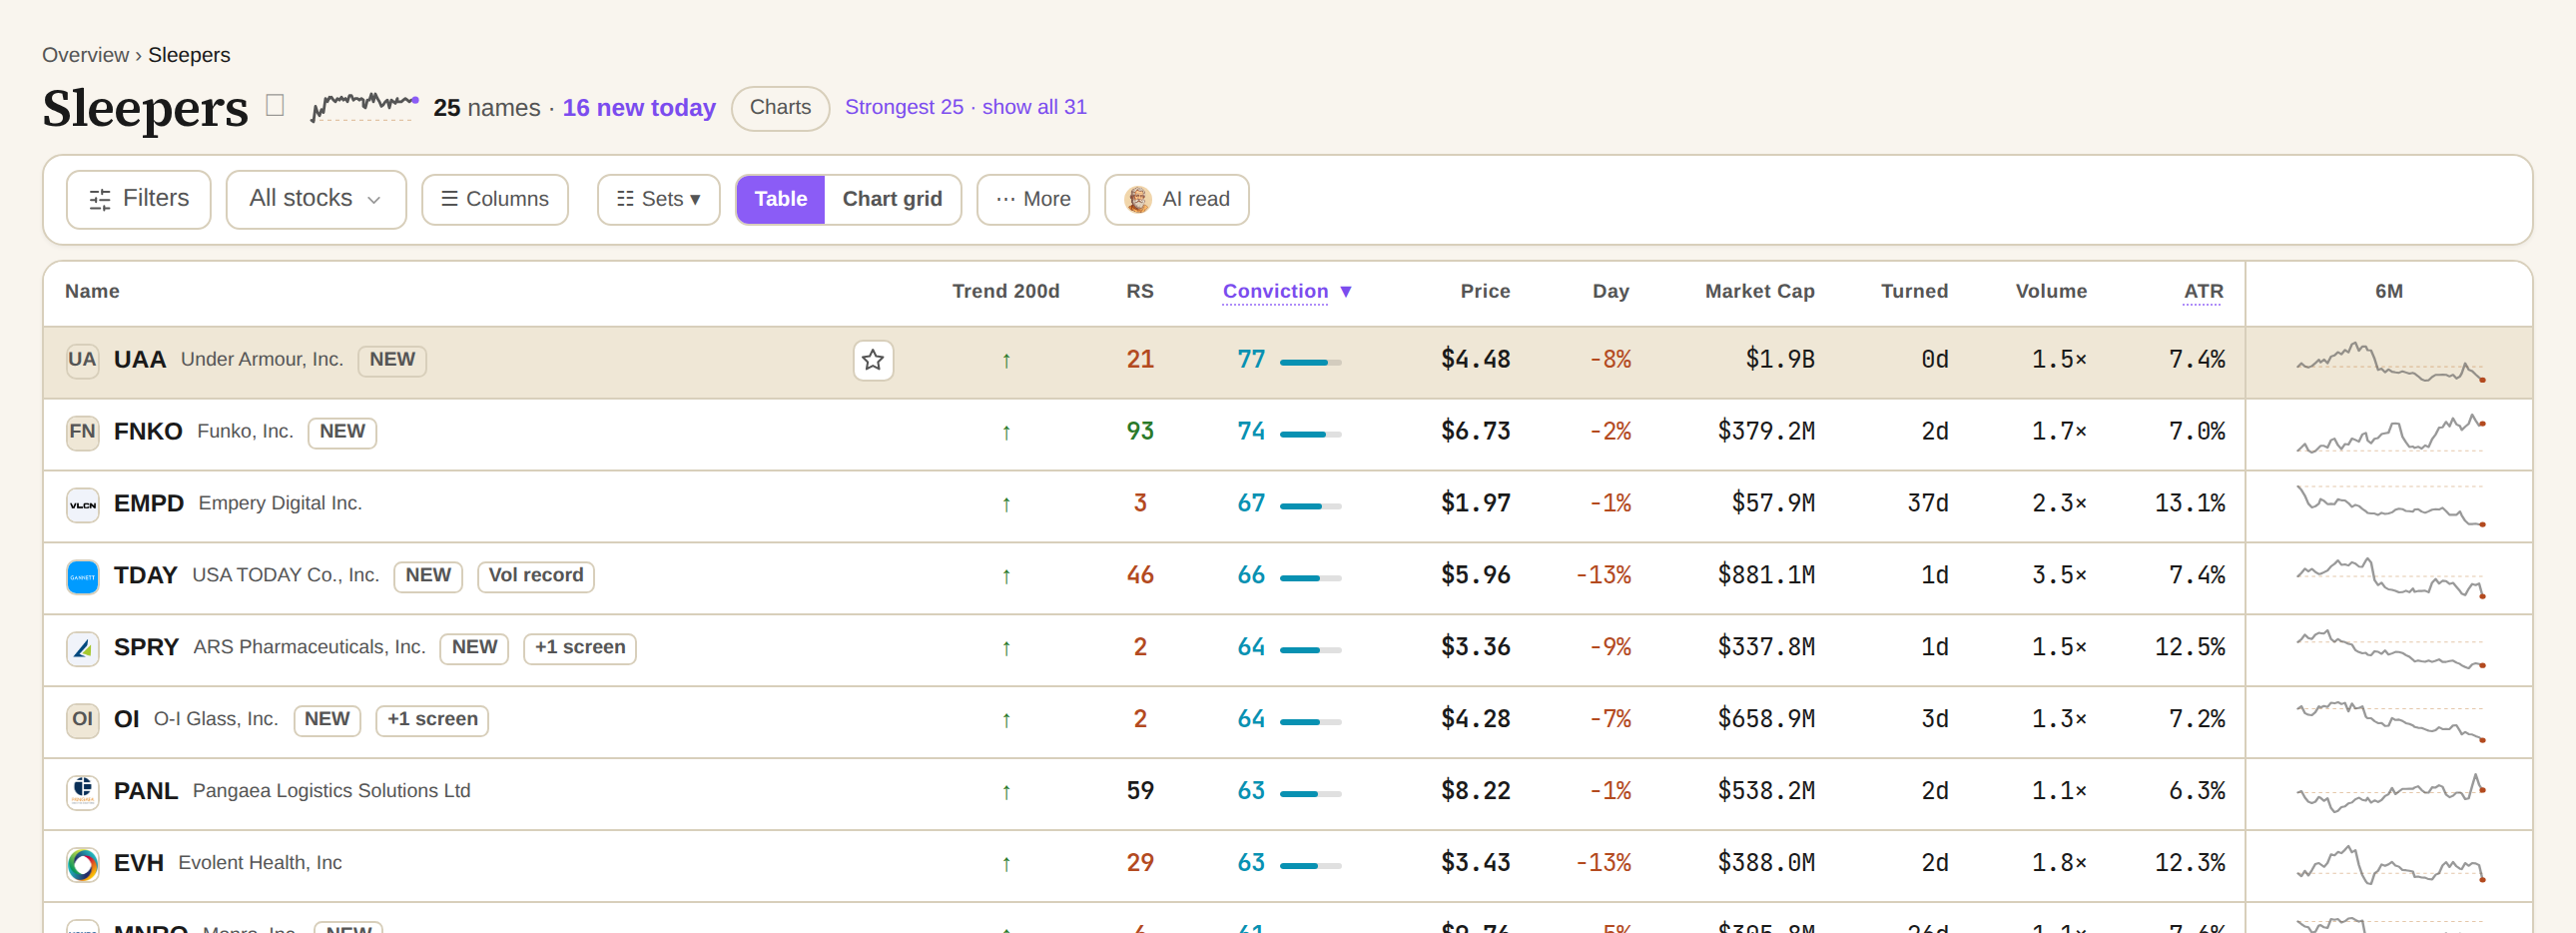 Overview › Sleepers
Sleepers 25 names · 16 new today Charts Strongest 25 · show all 31
Filters All stocks Columns Sets ▾ Table Chart grid ⋯ More AI read
Name Trend 200d RS Conviction ▼ Price Day Market Cap Turned Volume ATR 6M
UA UAA Under Armour, Inc. NEW ↑ 21 77 $4.48 -8% $1.9B 0d 1.5× 7.4%
FN FNKO Funko, Inc. NEW ↑ 93 74 $6.73 -2% $379.2M 2d 1.7× 7.0%
VLCN EMPD Empery Digital Inc. ↑ 3 67 $1.97 -1% $57.9M 37d 2.3× 13.1%
GANNETT TDAY USA TODAY Co., Inc. NEW Vol record ↑ 46 66 $5.96 -13% $881.1M 1d 3.5× 7.4%
SPRY ARS Pharmaceuticals, Inc. NEW +1 screen ↑ 2 64 $3.36 -9% $337.8M 1d 1.5× 12.5%
OI OI O-I Glass, Inc. NEW +1 screen ↑ 2 64 $4.28 -7% $658.9M 3d 1.3× 7.2%
PANL Pangaea Logistics Solutions Ltd ↑ 59 63 $8.22 -1% $538.2M 2d 1.1× 6.3%
EVH Evolent Health, Inc ↑ 29 63 $3.43 -13% $388.0M 2d 1.8× 12.3%